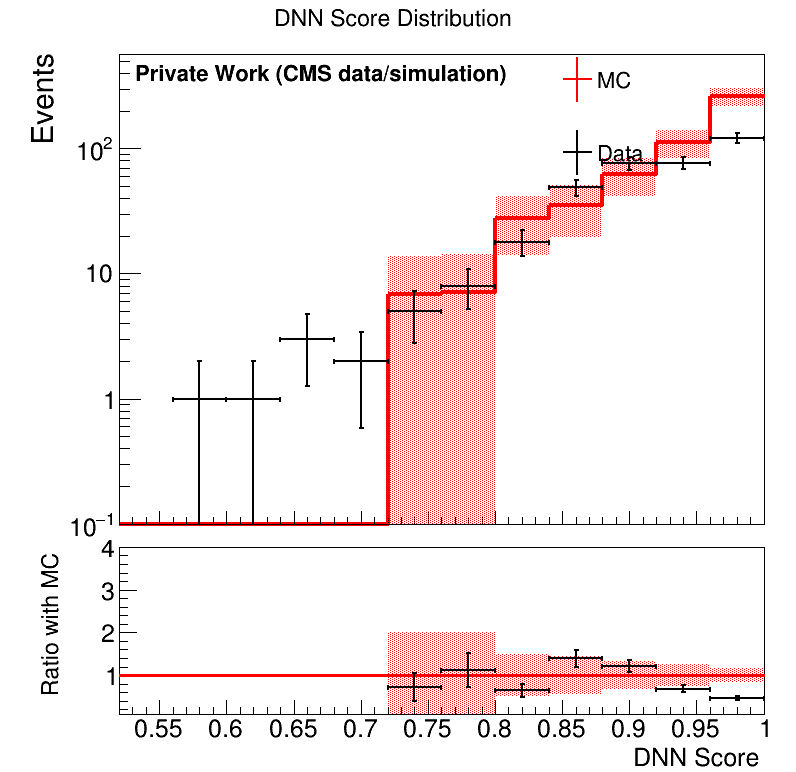 DNN Score Distribution
Private Work (CMS data/simulation)
MC
Data
Events
10²
10
1
10⁻¹
Ratio with MC
4
3
2
1
0.55 0.6 0.65 0.7 0.75 0.8 0.85 0.9 0.95 1
DNN Score